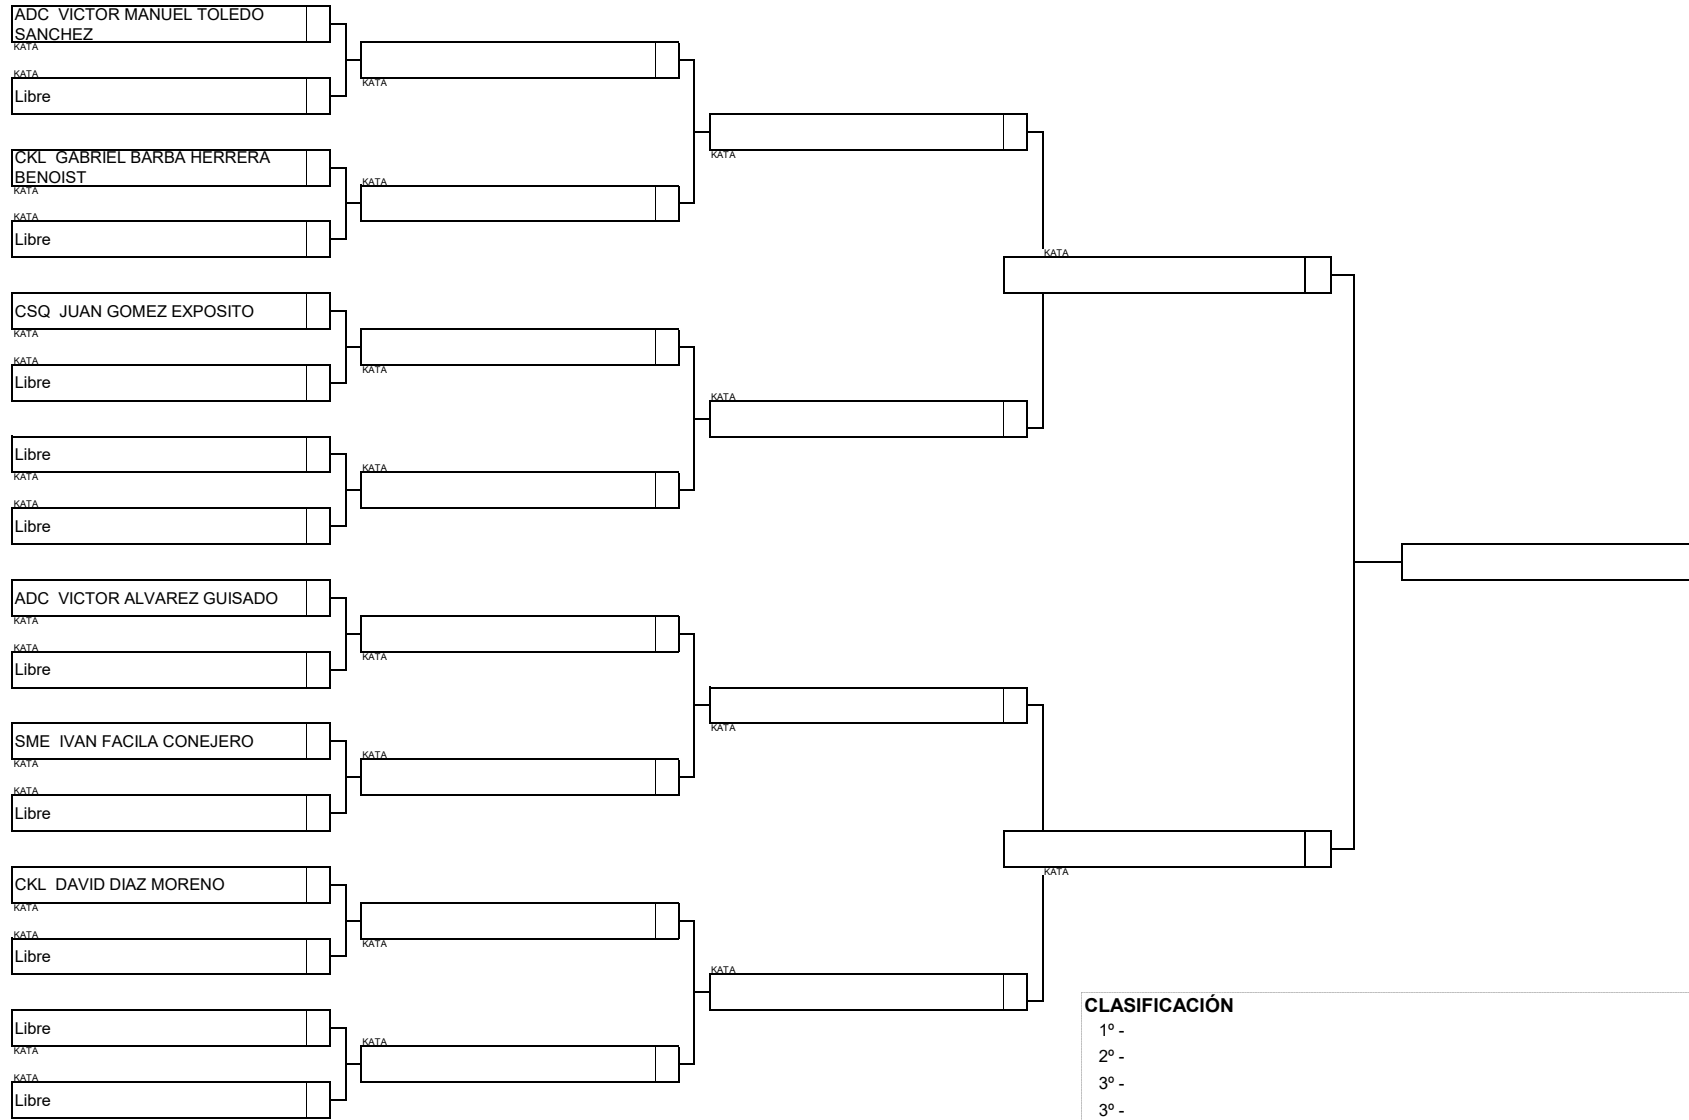 ADC VICTOR MANUEL TOLEDO
SANCHEZ
KATA
KATA
Libre
CKL GABRIEL BARBA HERRERA
BENOIST
KATA
KATA
Libre
CSQ JUAN GOMEZ EXPOSITO
KATA
KATA
Libre
Libre
KATA
KATA
Libre
ADC VICTOR ALVAREZ GUISADO
KATA
KATA
Libre
SME IVAN FACILA CONEJERO
KATA
KATA
Libre
CKL DAVID DIAZ MORENO
KATA
KATA
Libre
Libre
KATA
KATA
Libre
KATA
KATA
KATA
KATA
KATA
KATA
KATA
KATA
KATA
KATA
KATA
KATA
KATA
KATA
CLASIFICACIÓN
1º -
2º -
3º -
3º -